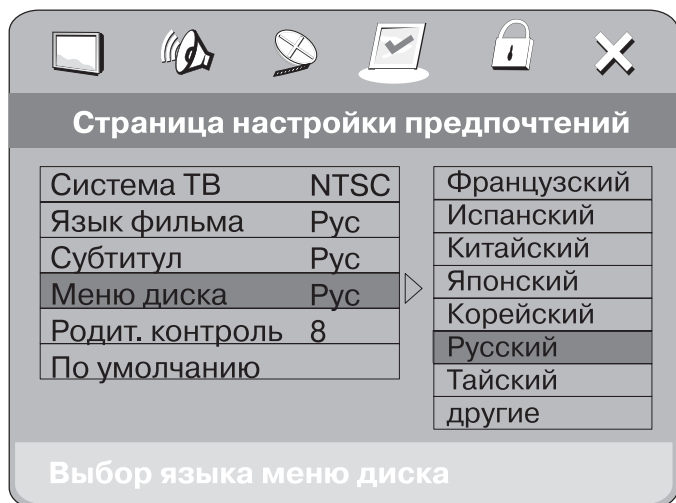 Страница настройки предпочтений
Система ТВ NTSC
Язык фильма Рус
Субтитул Рус
Меню диска Рус
Родит. контроль 8
По умолчанию
Французский
Испанский
Китайский
Японский
Корейский
Русский
Тайский
другие
Выбор языка меню диска